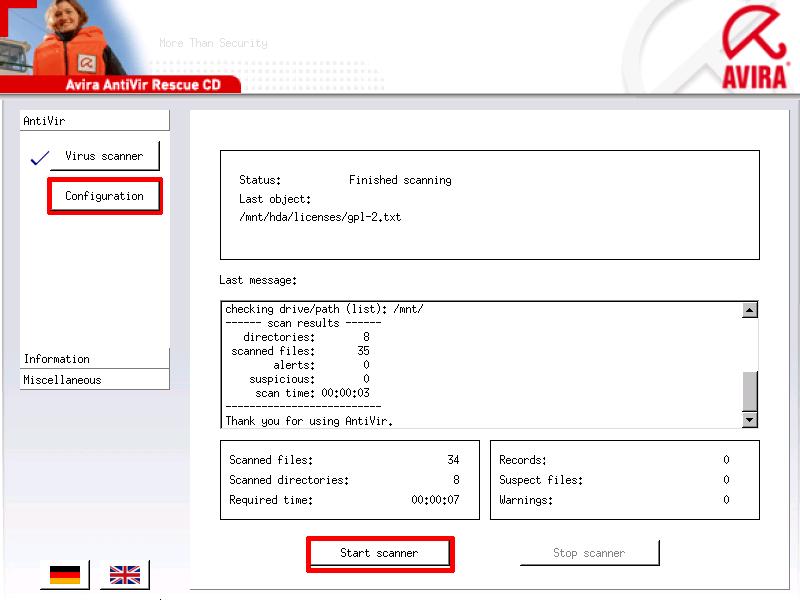 More Than Security
Avira AntiVir Rescue CD
AVIRA®
AntiVir
Virus scanner
Configuration
Information
Miscellaneous
Status: Finished scanning
Last object:
/mnt/hda/licenses/gpl-2.txt
Last message:
checking drive/path (list): /mnt/
------ scan results ------
directories: 8
scanned files: 35
alerts: 0
suspicious: 0
scan time: 00:00:03
--------------------------
Thank you for using AntiVir.
Scanned files: 34
Scanned directories: 8
Required time: 00:00:07
Records: 0
Suspect files: 0
Warnings: 0
Start scanner
Stop scanner